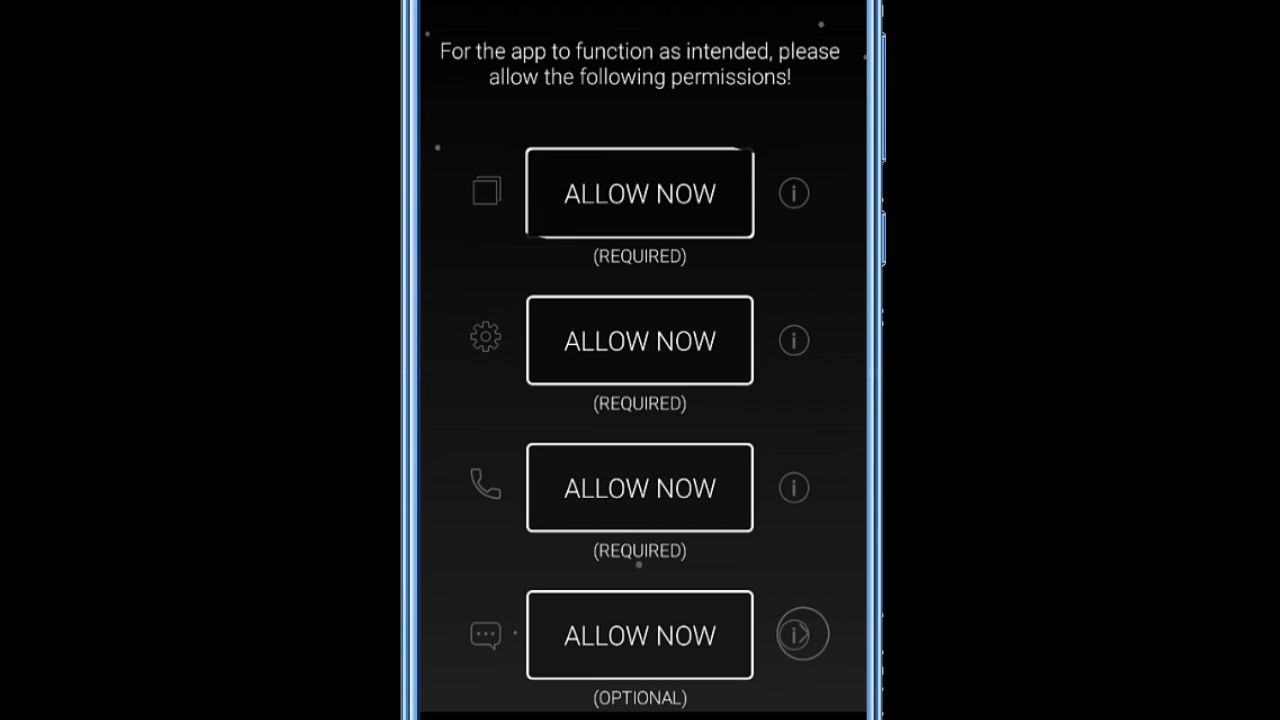 For the app to function as intended, please
allow the following permissions!
ALLOW NOW
(REQUIRED)
ALLOW NOW
(REQUIRED)
ALLOW NOW
(REQUIRED)
ALLOW NOW
(OPTIONAL)